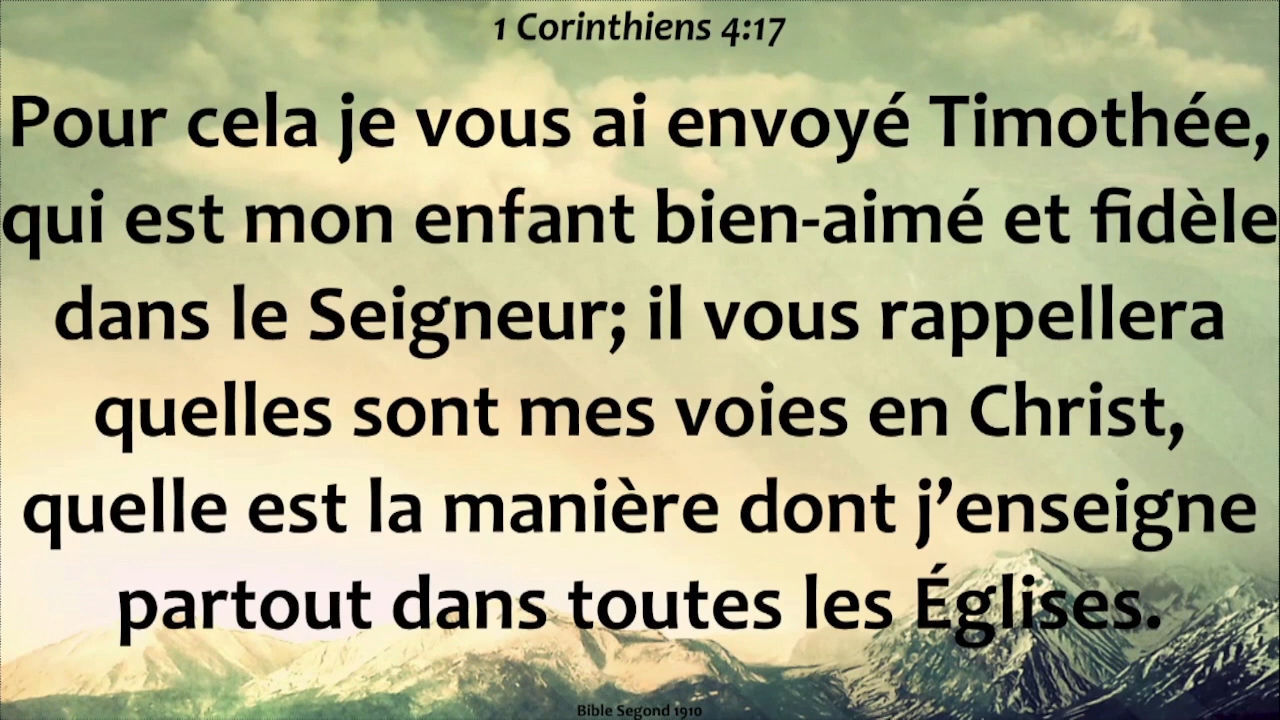 1 Corinthiens 4:17
Pour cela je vous ai envoyé Timothée,
qui est mon enfant bien-aimé et fidèle
dans le Seigneur; il vous rappellera
quelles sont mes voies en Christ,
quelle est la manière dont j’enseigne
partout dans toutes les Églises.
Bible Segond 1910